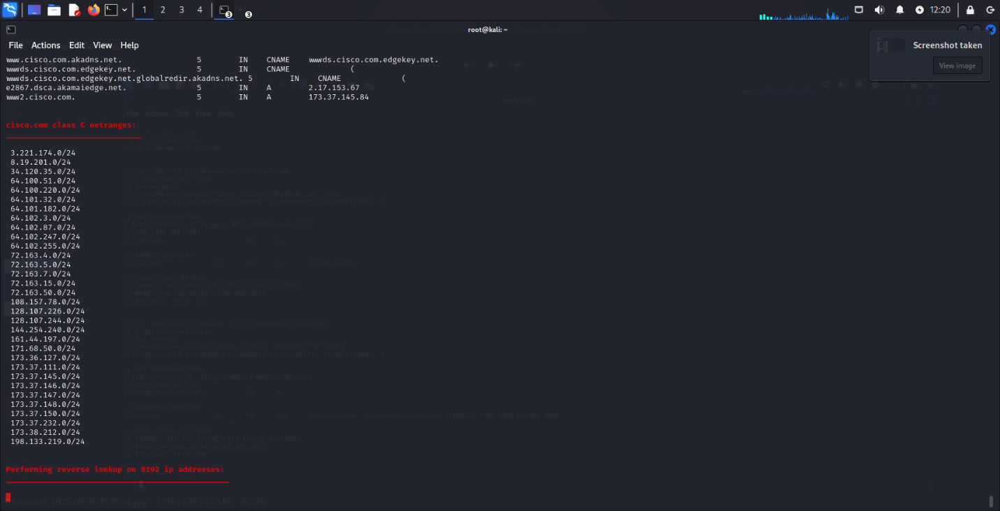 1 2 3 4 3 3 12:20
root@kali: ~
File Actions Edit View Help
Screenshot taken
View image
www.cisco.com.akadns.net. 5 IN CNAME wwwds.cisco.com.edgekey.net.
wwwds.cisco.com.edgekey.net. 5 IN CNAME (
wwwds.cisco.com.edgekey.net.globalredir.akadns.net. 5 IN CNAME (
e2867.dsca.akamaiedge.net. 5 IN A 2.17.153.67
www2.cisco.com. 5 IN A 173.37.145.84
cisco.com class C netranges:
3.221.174.0/24
8.19.201.0/24
34.120.35.0/24
64.100.51.0/24
64.100.220.0/24
64.101.32.0/24
64.101.182.0/24
64.102.3.0/24
64.102.87.0/24
64.102.247.0/24
64.102.255.0/24
72.163.4.0/24
72.163.5.0/24
72.163.7.0/24
72.163.15.0/24
72.163.50.0/24
108.157.78.0/24
128.107.226.0/24
128.107.244.0/24
144.254.240.0/24
161.44.197.0/24
171.68.50.0/24
173.36.127.0/24
173.37.111.0/24
173.37.145.0/24
173.37.146.0/24
173.37.147.0/24
173.37.148.0/24
173.37.150.0/24
173.37.232.0/24
173.38.212.0/24
198.133.219.0/24
Performing reverse lookup on 8192 ip addresses: